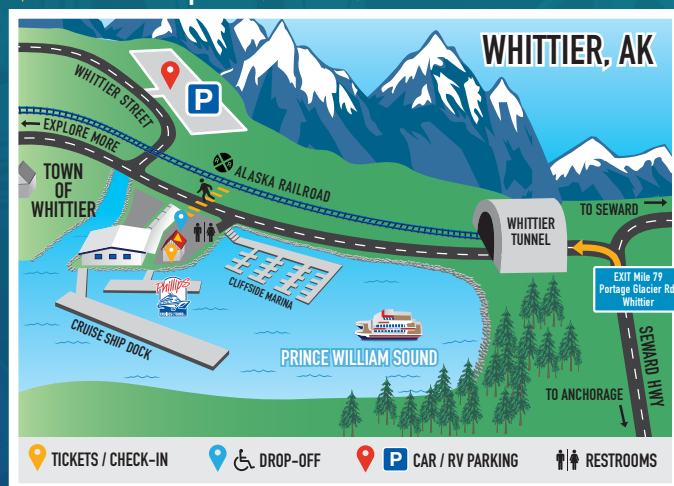 WHITTIER, AK
WHITTIER STREET
P
← EXPLORE MORE
TOWN
OF
WHITTIER
ALASKA RAILROAD
TO SEWARD →
WHITTIER
TUNNEL
EXIT Mile 79
Portage Glacier Rd
Whittier
CLIFFSIDE MARINA
Phillips
CRUISE SHIP DOCK
PRINCE WILLIAM SOUND
SEWARD HWY
TO ANCHORAGE
TICKETS / CHECK-IN
DROP-OFF
P CAR / RV PARKING
RESTROOMS